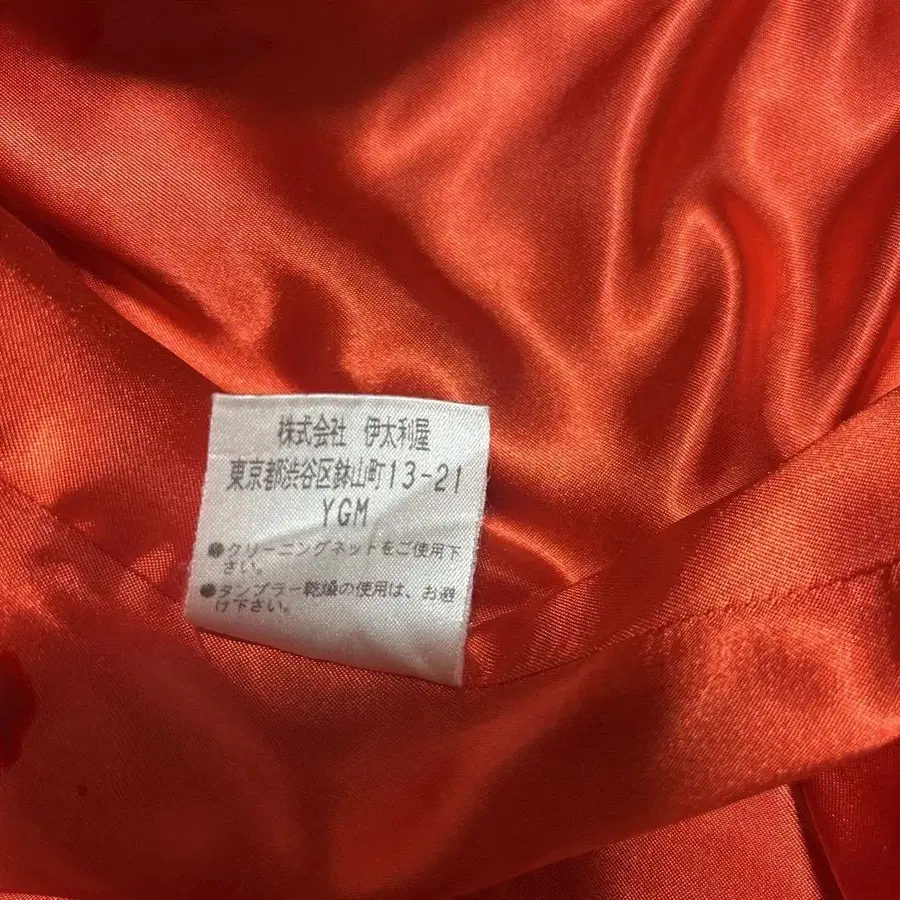 株式会社 伊太利屋
東京都渋谷区鉢山町13-21
YGM
●クリーニングネットをご使用下
さい。
●タンブラー乾燥の使用は、お避
け下さい。